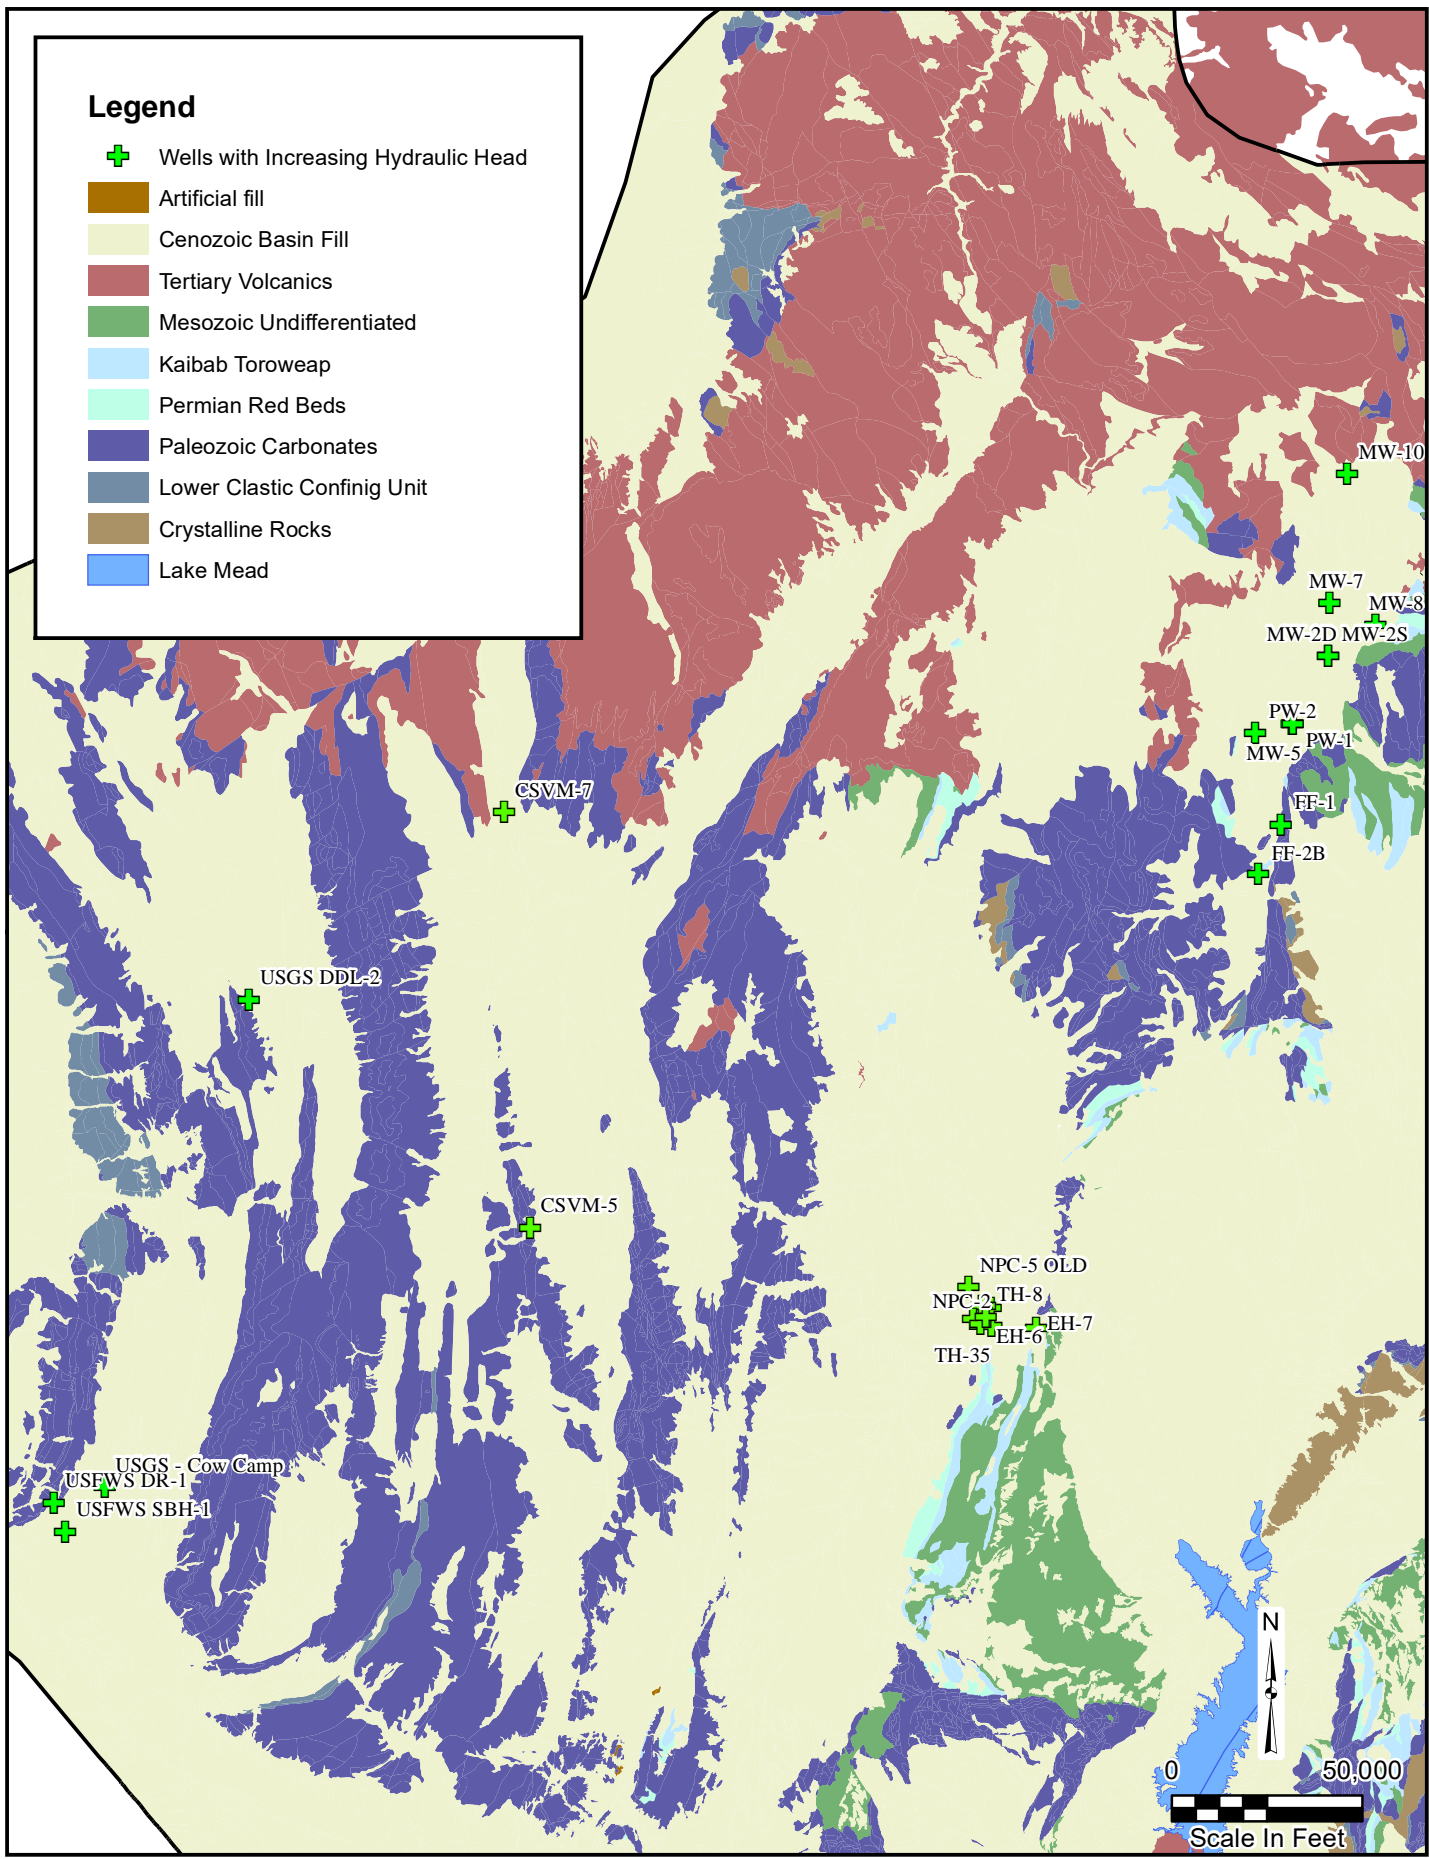 Legend
Wells with Increasing Hydraulic Head
Artificial fill
Cenozoic Basin Fill
Tertiary Volcanics
Mesozoic Undifferentiated
Kaibab Toroweap
Permian Red Beds
Paleozoic Carbonates
Lower Clastic Confinig Unit
Crystalline Rocks
Lake Mead
MW-10
MW-7
MW-8
MW-2D MW-2S
PW-2
PW-1
MW-5
CSVM-7
FF-1
FF-2B
USGS DDL-2
CSVM-5
NPC-5 OLD
NPC-2
TH-8
EH-7
EH-6
TH-35
USGS - Cow Camp
USFWS DR-1
USFWS SBH-1
N
0 50,000
Scale In Feet